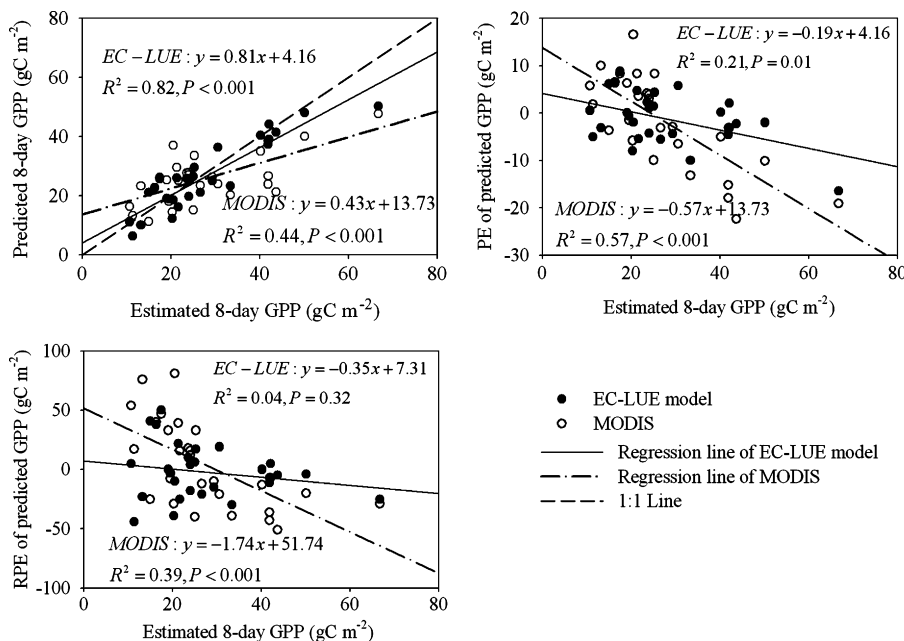 80
60
40
20
0
0 20 40 60 80
Predicted 8-day GPP (gC m⁻²)
Estimated 8-day GPP (gC m⁻²)
EC − LUE : y = 0.81x + 4.16
R² = 0.82, P < 0.001
MODIS : y = 0.43x + 13.73
R² = 0.44, P < 0.001
20
10
0
-10
-20
-30
0 20 40 60 80
PE of predicted GPP (gC m⁻²)
Estimated 8-day GPP (gC m⁻²)
EC − LUE : y = −0.19x + 4.16
R² = 0.21, P = 0.01
MODIS : y = −0.57x + 13.73
R² = 0.57, P < 0.001
100
50
0
-50
-100
0 20 40 60 80
RPE of predicted GPP (gC m⁻²)
Estimated 8-day GPP (gC m⁻²)
EC − LUE : y = −0.35x + 7.31
R² = 0.04, P = 0.32
MODIS : y = −1.74x + 51.74
R² = 0.39, P < 0.001
EC-LUE model
MODIS
Regression line of EC-LUE model
Regression line of MODIS
1:1 Line